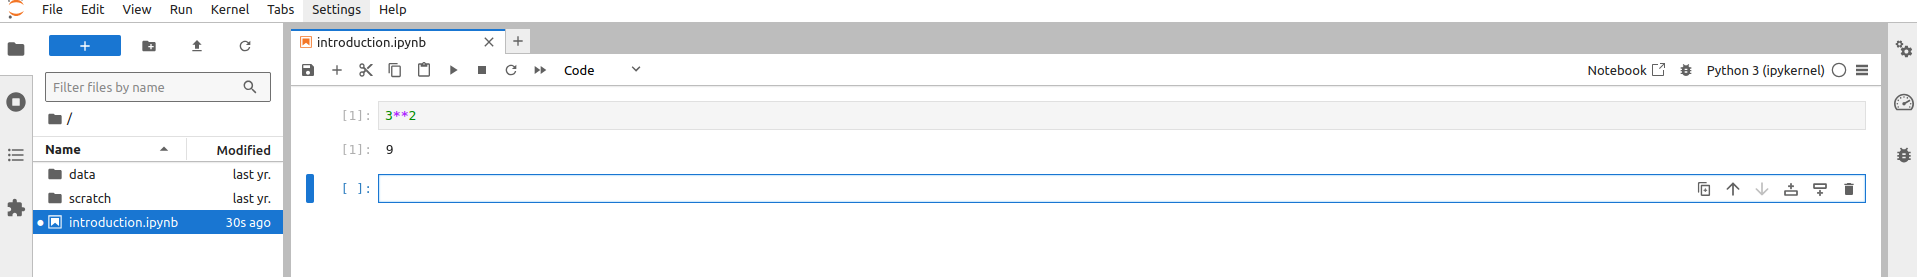 File Edit View Run Kernel Tabs Settings Help
introduction.ipynb
Code
Notebook
Python 3 (ipykernel)
Filter files by name
/
Name Modified
data last yr.
scratch last yr.
introduction.ipynb 30s ago
[1]: 3**2
[1]: 9
[ ]: